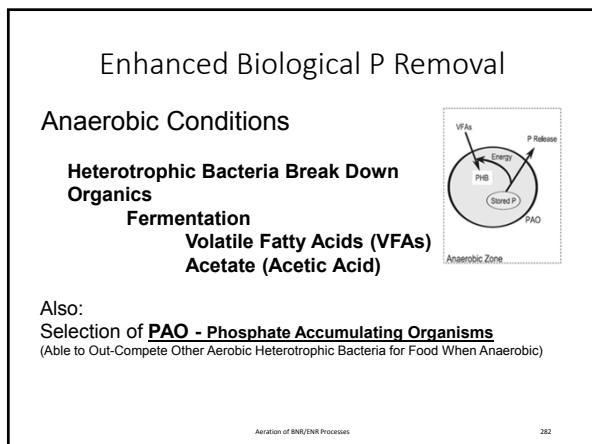 Enhanced Biological P Removal
Anaerobic Conditions
Heterotrophic Bacteria Break Down
Organics
Fermentation
Volatile Fatty Acids (VFAs)
Acetate (Acetic Acid)
VFAs
P Release
Energy
PHB
Stored P
PAO
Anaerobic Zone
Also:
Selection of PAO - Phosphate Accumulating Organisms
(Able to Out-Compete Other Aerobic Heterotrophic Bacteria for Food When Anaerobic)
Aeration of BNR/ENR Processes
282